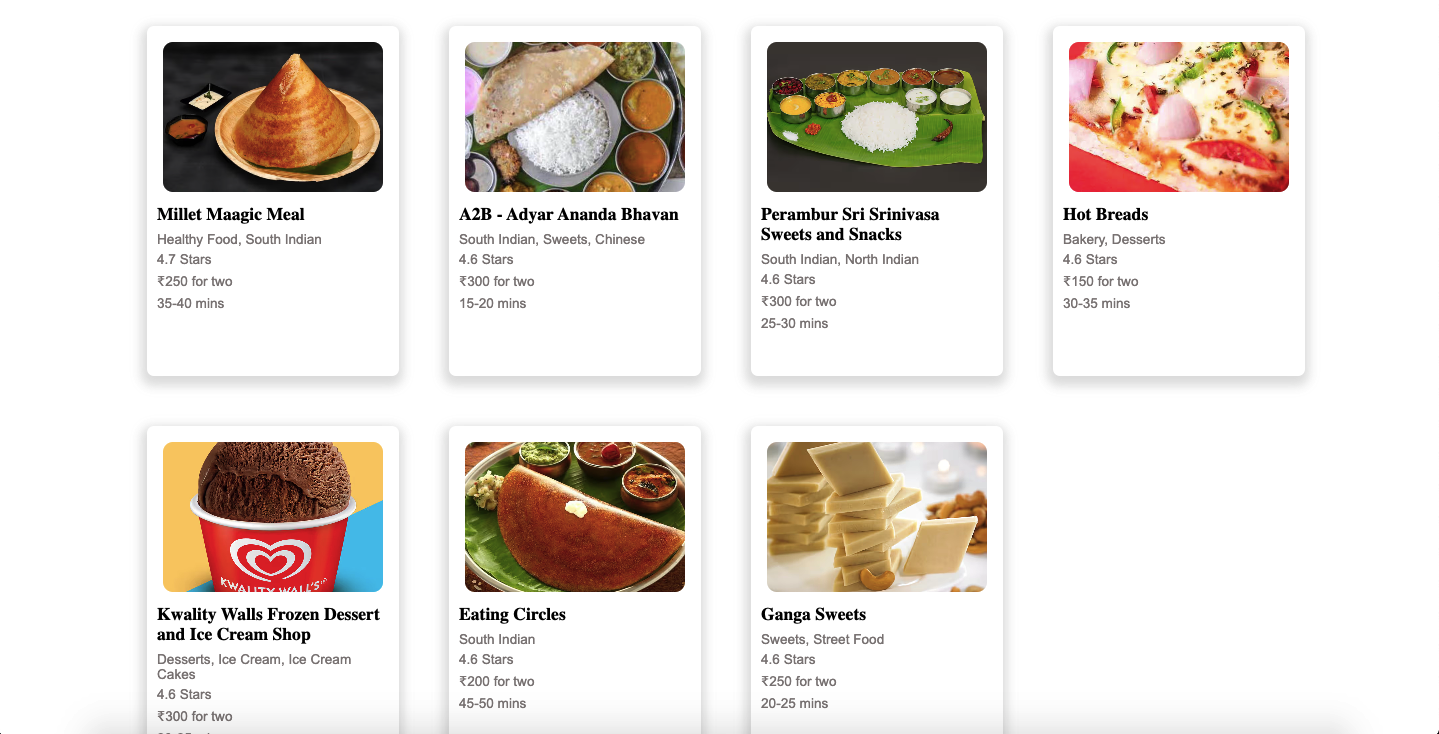 Millet Maagic Meal
Healthy Food, South Indian
4.7 Stars
₹250 for two
35-40 mins
A2B - Adyar Ananda Bhavan
South Indian, Sweets, Chinese
4.6 Stars
₹300 for two
15-20 mins
Perambur Sri Srinivasa
Sweets and Snacks
South Indian, North Indian
4.6 Stars
₹300 for two
25-30 mins
Hot Breads
Bakery, Desserts
4.6 Stars
₹150 for two
30-35 mins
KWALITY WALL'S
Kwality Walls Frozen Dessert
and Ice Cream Shop
Desserts, Ice Cream, Ice Cream
Cakes
4.6 Stars
₹300 for two
Eating Circles
South Indian
4.6 Stars
₹200 for two
45-50 mins
Ganga Sweets
Sweets, Street Food
4.6 Stars
₹250 for two
20-25 mins